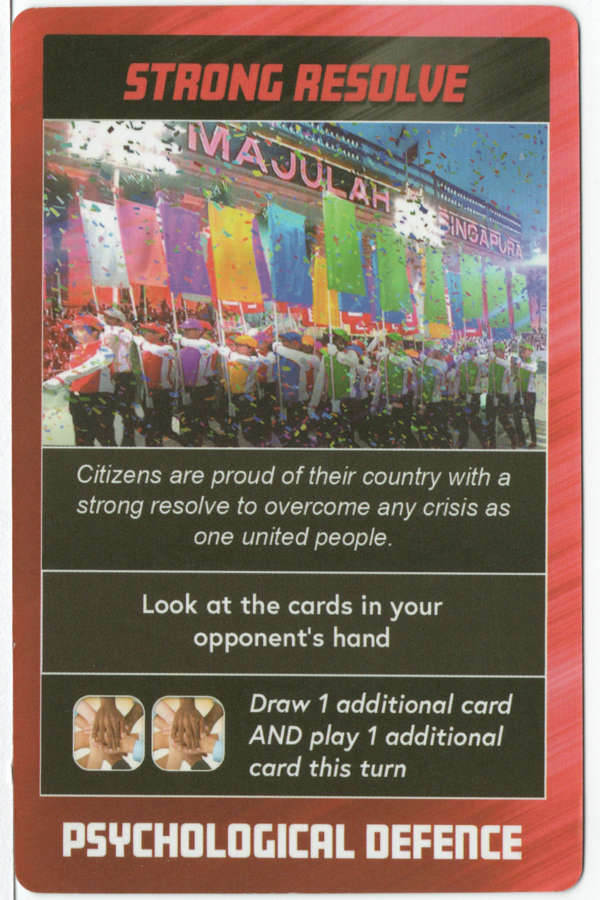 STRONG RESOLVE
MAJULAH
SINGAPURA
Citizens are proud of their country with a
strong resolve to overcome any crisis as
one united people.
Look at the cards in your
opponent's hand
Draw 1 additional card
AND play 1 additional
card this turn
PSYCHOLOGICAL DEFENCE